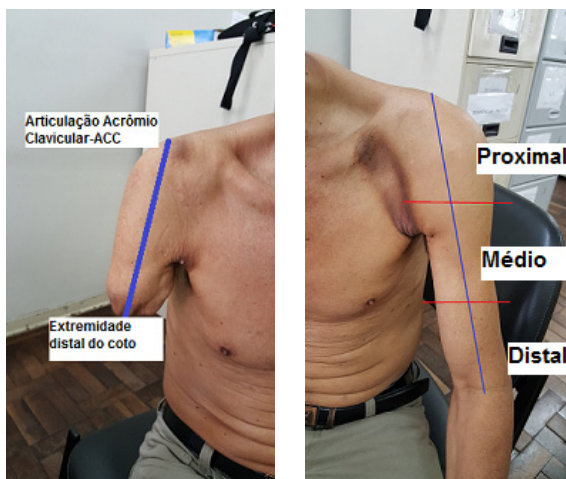 Articulação Acrômio
Clavicular-ACC
Extremidade
distal do coto
Proximal
Médio
Distal